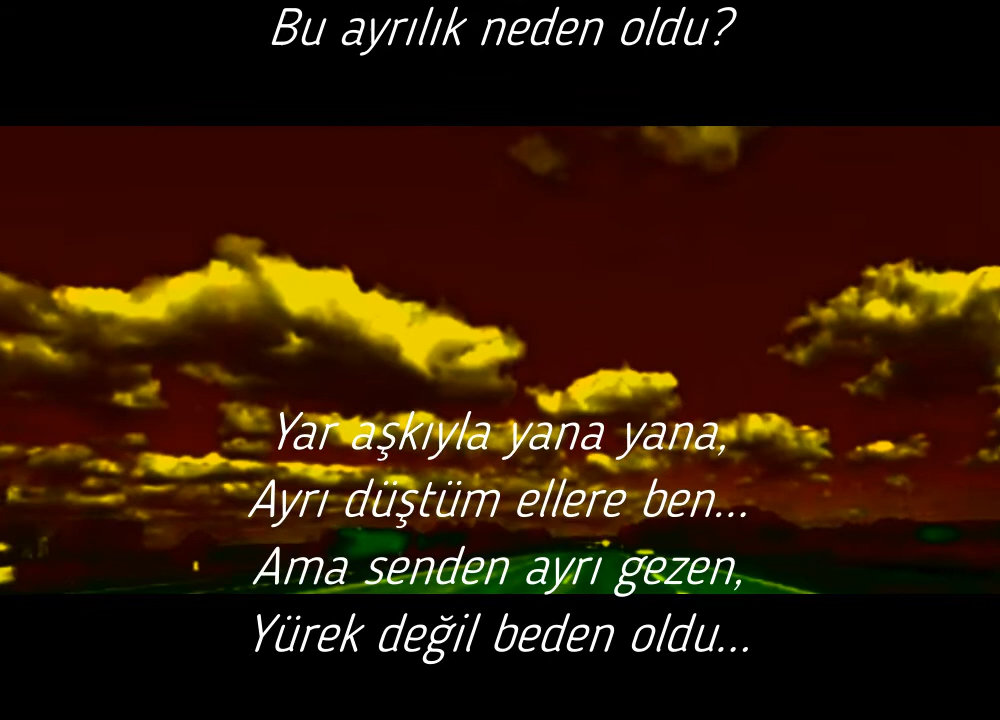 Bu ayrılık neden oldu?
Yar aşkıyla yana yana,
Ayrı düştüm ellere ben...
Ama senden ayrı gezen,
Yürek değil beden oldu...